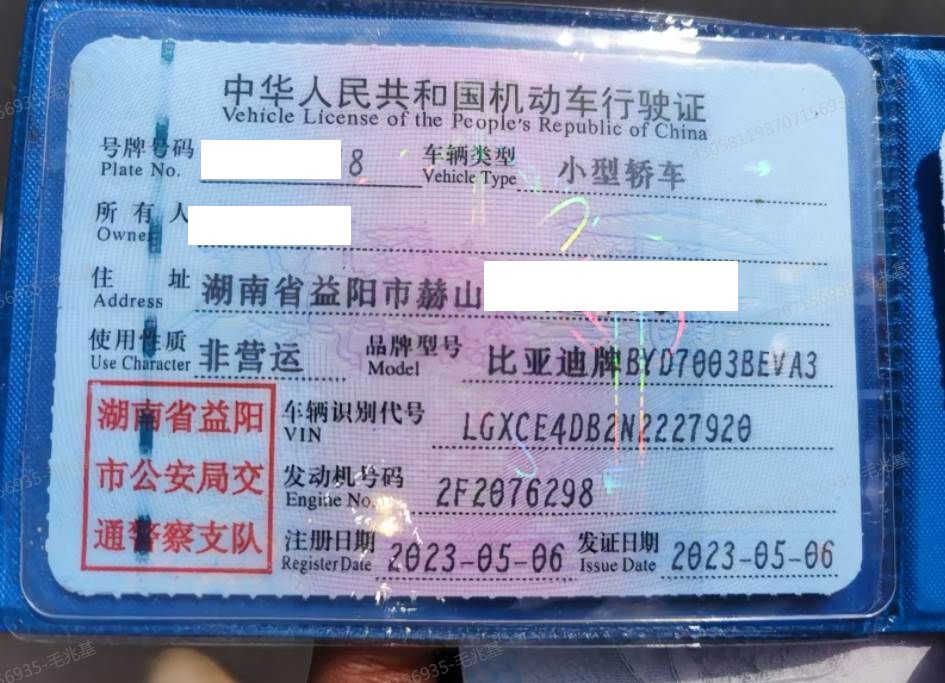 中华人民共和国机动车行驶证
Vehicle License of the People's Republic of China
号牌号码 8 车辆类型 小型轿车
Plate No. Vehicle Type
所有人
Owner
住址 湖南省益阳市赫山
Address
使用性质 非营运 品牌型号 比亚迪牌BYD7003BEVA3
Use Character Model
湖南省益阳
市公安局交
通警察支队
车辆识别代号 LGXCE4DB2N2227920
VIN
发动机号码 2F2076298
Engine No.
注册日期 2023-05-06 发证日期 2023-05-06
Register Date Issue Date
56935-毛兆基